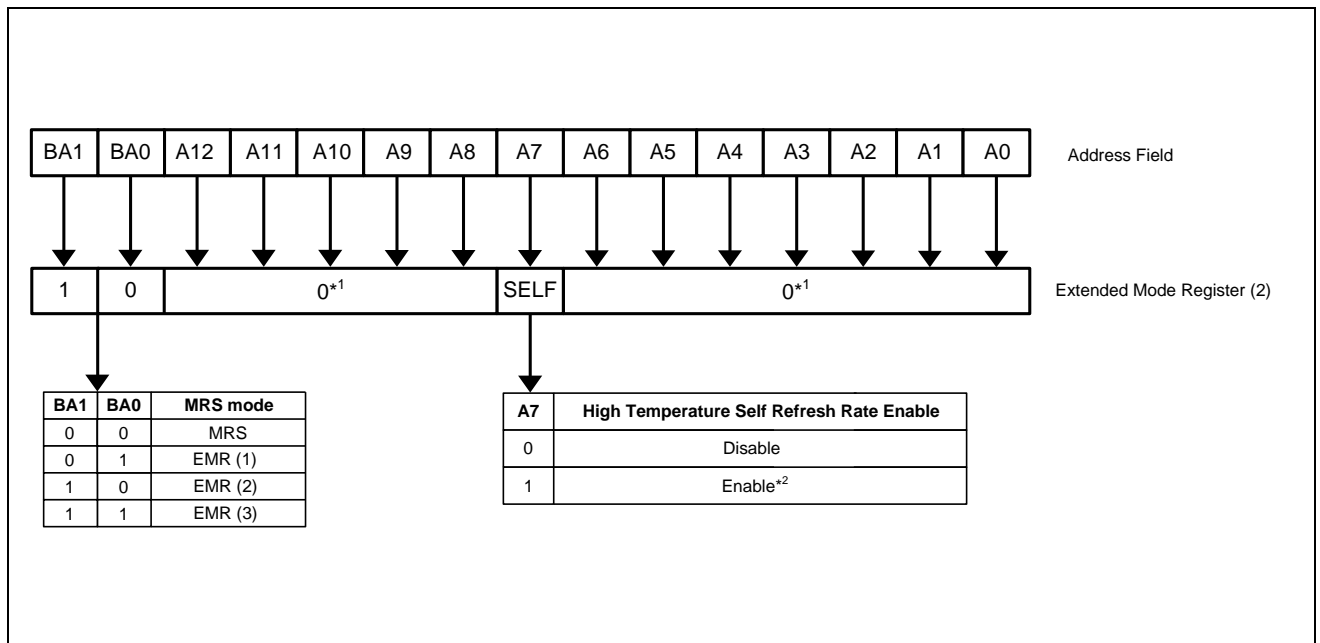 BA1 BA0 A12 A11 A10 A9 A8 A7 A6 A5 A4 A3 A2 A1 A0 Address Field
1 0 0*1 SELF 0*1 Extended Mode Register (2)
BA1 BA0 MRS mode
0 0 MRS
0 1 EMR (1)
1 0 EMR (2)
1 1 EMR (3)
A7 High Temperature Self Refresh Rate Enable
0 Disable
1 Enable*2